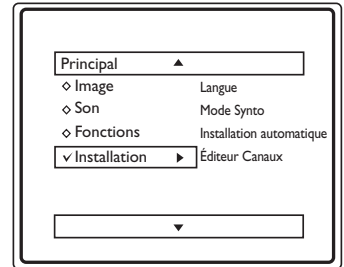 Principal
Image
Son
Fonctions
Installation
Langue
Mode Synto
Installation automatique
Éditeur Canaux